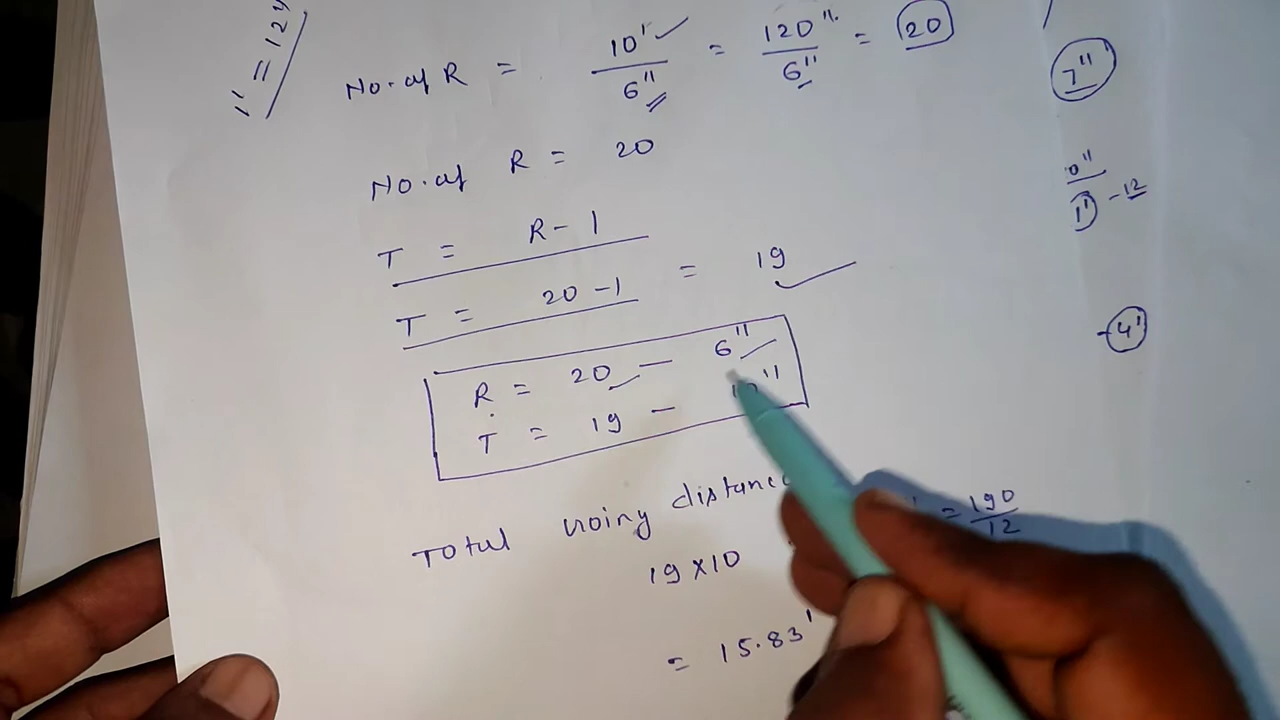 1' = 12"
No. of R = 10'/6" = 120"/6" = 20
7"
No. of R = 20
0"/1' - 12
T = R - 1
T = 20 - 1 = 19
- 4'
R = 20 — 6"
T = 19 —
Total going distance
= 190/12
19 x 10
= 15.83'